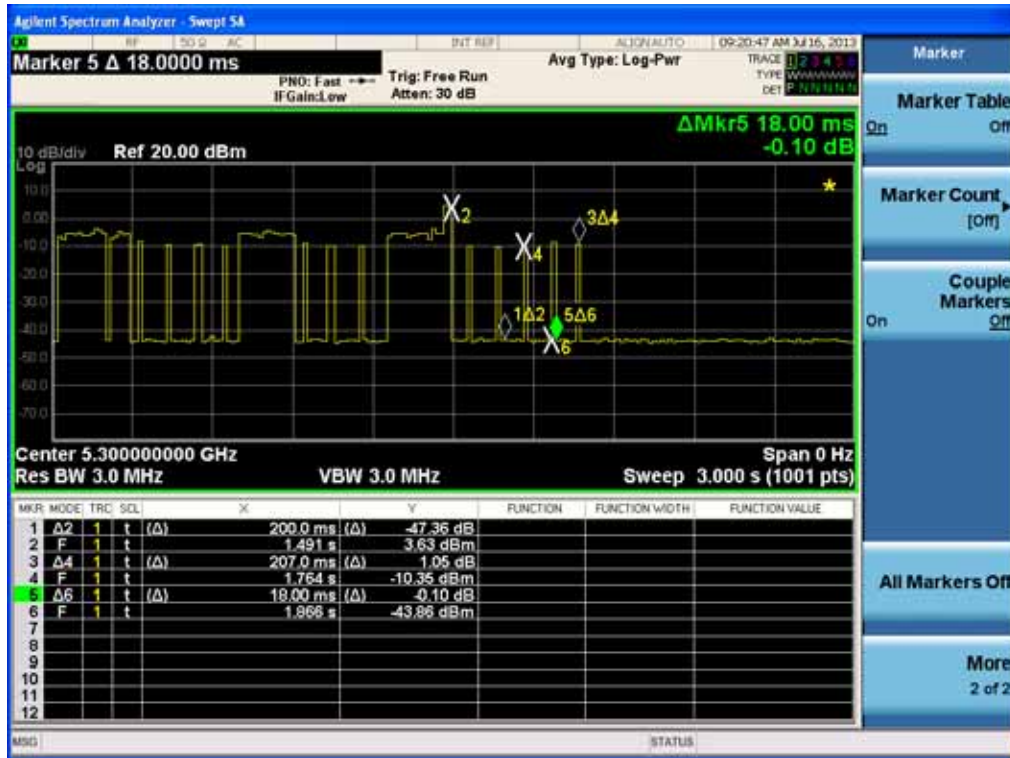 Agilent Spectrum Analyzer - Swept SA
RF 50 Ω AC INT REF ALIGNAUTO 09:20:47 AM Jul 16, 2013
Marker 5 Δ 18.0000 ms
PNO: Fast
IFGain:Low
Trig: Free Run
Atten: 30 dB
Avg Type: Log-Pwr
TRACE 1 2 3 4 5 6
TYPE WWWWWW
DET P N N N N N
ΔMkr5 18.00 ms
-0.10 dB
10 dB/div Ref 20.00 dBm
Log
10.0
0.00
-10.0
-20.0
-30.0
-40.0
-50.0
-60.0
-70.0
2
3Δ4
4
1Δ2
5Δ6
6
Center 5.300000000 GHz Span 0 Hz
Res BW 3.0 MHz VBW 3.0 MHz Sweep 3.000 s (1001 pts)
MKR MODE TRC SCL X Y FUNCTION FUNCTION WIDTH FUNCTION VALUE
1 Δ2 1 t (Δ) 200.0 ms (Δ) -47.36 dB
2 F 1 t 1.491 s 3.63 dBm
3 Δ4 1 t (Δ) 207.0 ms (Δ) 1.05 dB
4 F 1 t 1.764 s -10.35 dBm
5 Δ6 1 t (Δ) 18.00 ms (Δ) -0.10 dB
6 F 1 t 1.866 s -43.86 dBm
7
8
9
10
11
12
MSG STATUS
Marker
Marker Table
On Off
Marker Count
[Off]
Couple
Markers
On Off
All Markers Off
More
2 of 2